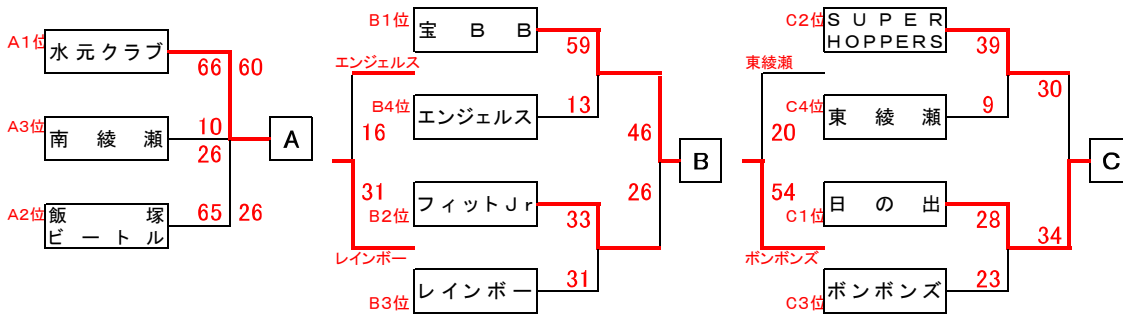 A1位
水元クラブ
66
60
A3位
南綾瀬
10
26
A
A2位
飯塚
ビートル
65
26
B1位
宝BB
59
エンジェルス
B4位
エンジェルス
13
16
46
B
31
26
B2位
フィットJr
33
レインボー
B3位
レインボー
31
C2位
SUPER
HOPPERS
39
東綾瀬
C4位
東綾瀬
9
30
20
C
54
C1位
日の出
28
34
ボンボンズ
C3位
ボンボンズ
23